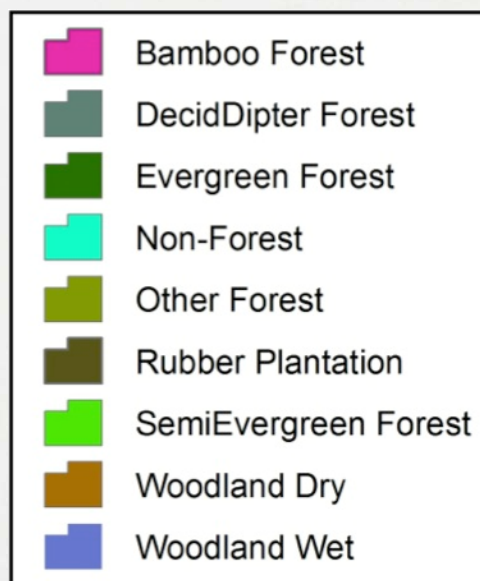 Bamboo Forest
DecidDipter Forest
Evergreen Forest
Non-Forest
Other Forest
Rubber Plantation
SemiEvergreen Forest
Woodland Dry
Woodland Wet